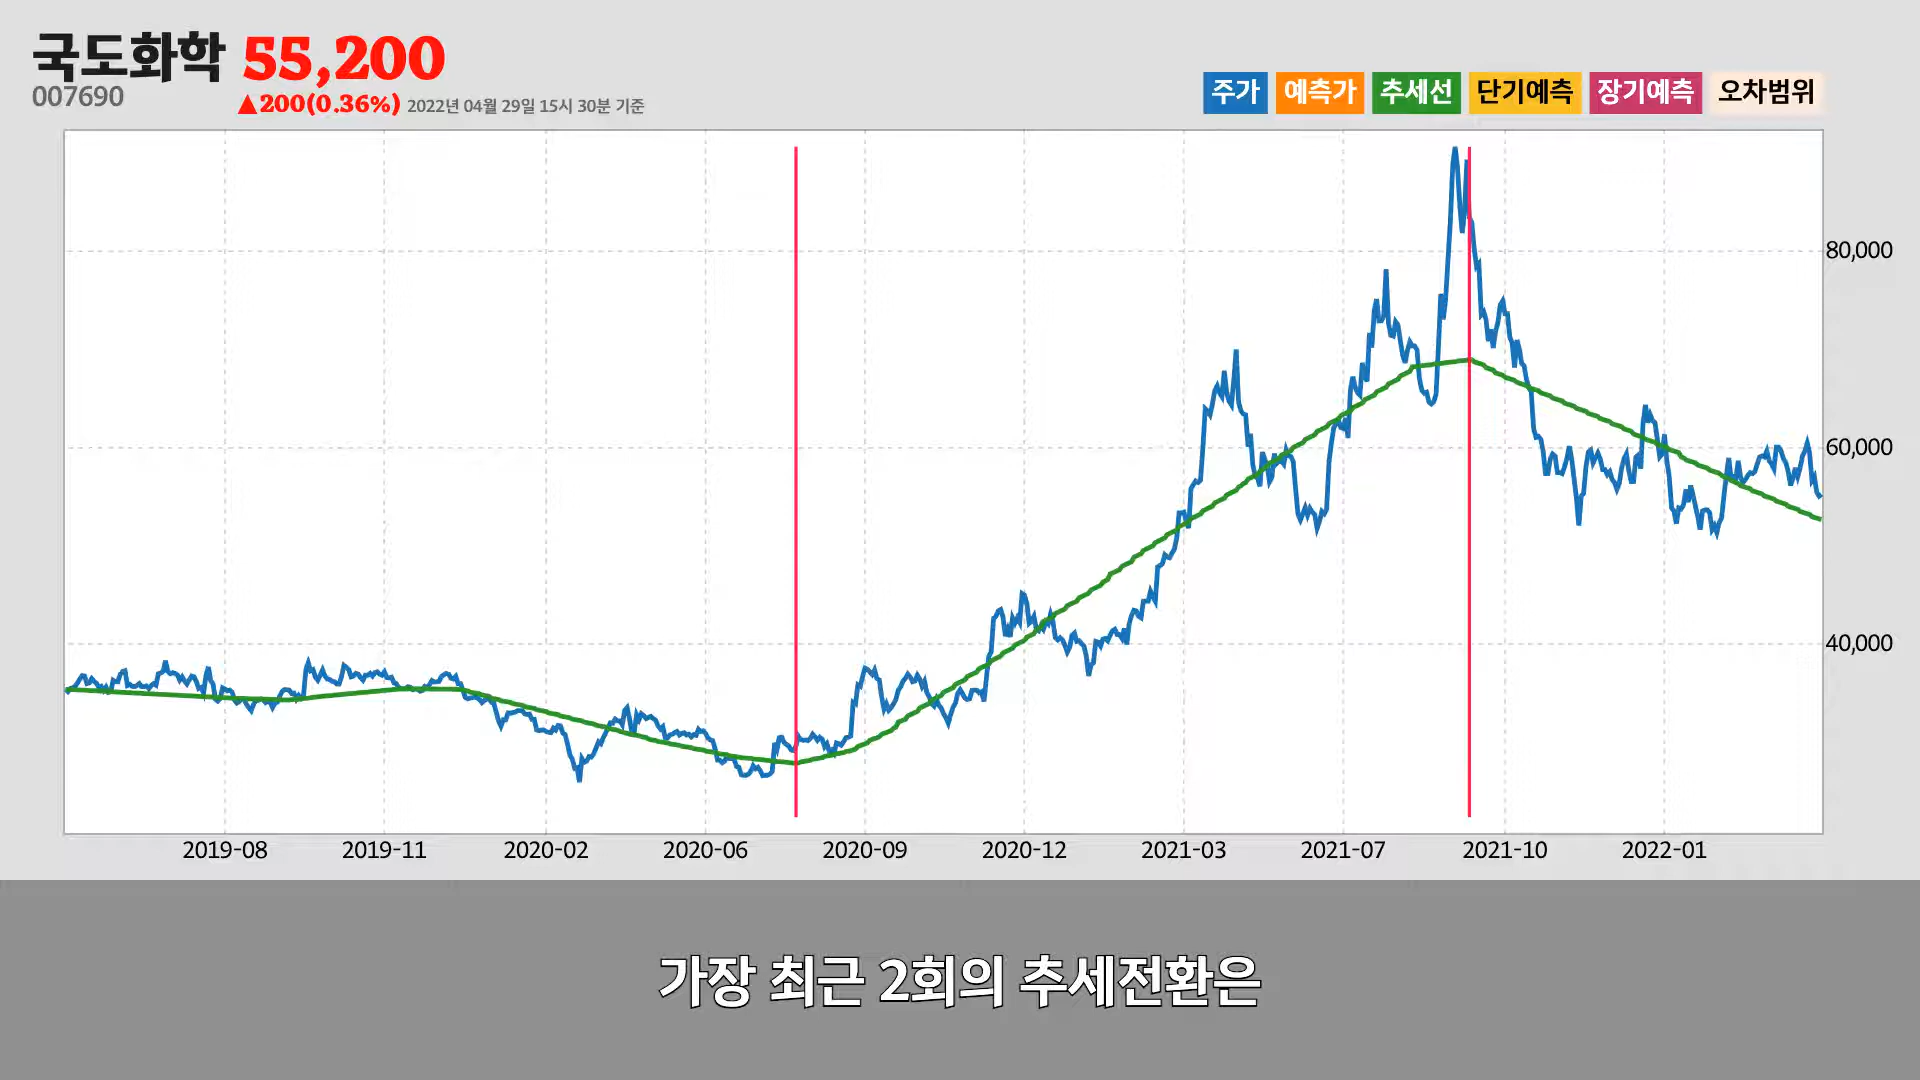 국도화학 55,200
007690
▲200(0.36%) 2022년 04월 29일 15시 30분 기준
주가 예측가 추세선 단기예측 장기예측 오차범위
80,000
60,000
40,000
2019-08 2019-11 2020-02 2020-06 2020-09 2020-12 2021-03 2021-07 2021-10 2022-01
가장 최근 2회의 추세전환은